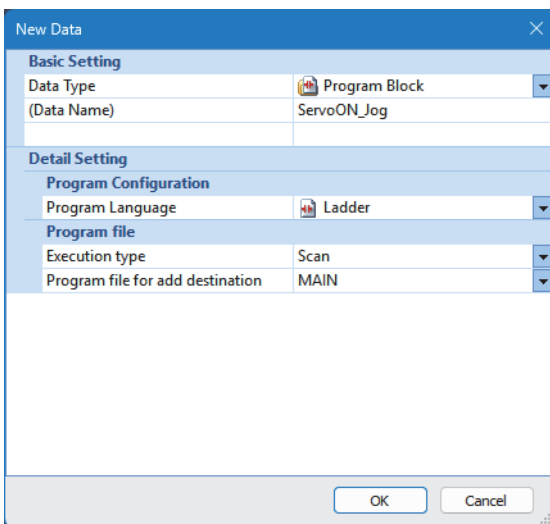 New Data
Basic Setting
Data Type Program Block
(Data Name) ServoON_Jog
Detail Setting
Program Configuration
Program Language Ladder
Program file
Execution type Scan
Program file for add destination MAIN
OK Cancel